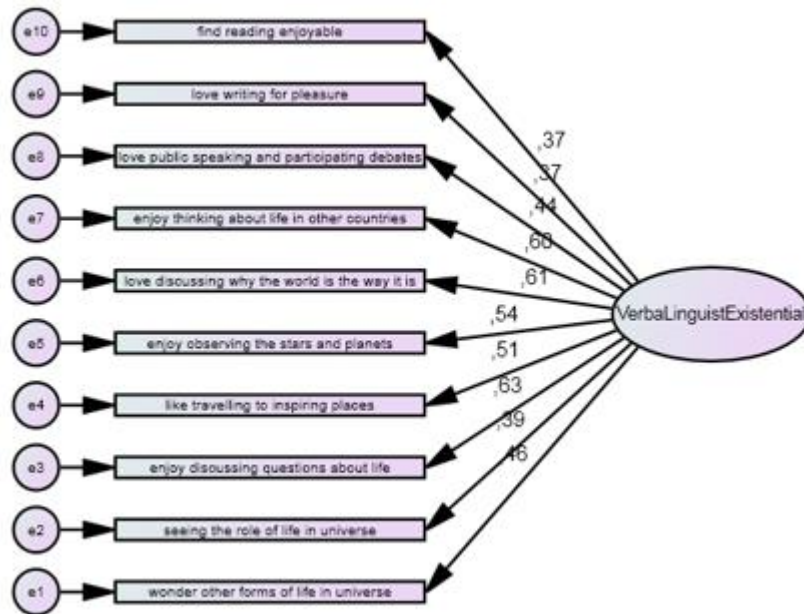 e10
find reading enjoyable
e9
love writing for pleasure
,37
e8
love public speaking and participating debates
,37
,44
e7
enjoy thinking about life in other countries
,60
e6
love discussing why the world is the way it is
,61
VerbaLinguistExistential
,54
e5
enjoy observing the stars and planets
,51
e4
like travelling to inspiring places
,63
,39
e3
enjoy discussing questions about life
,46
e2
seeing the role of life in universe
e1
wonder other forms of life in universe